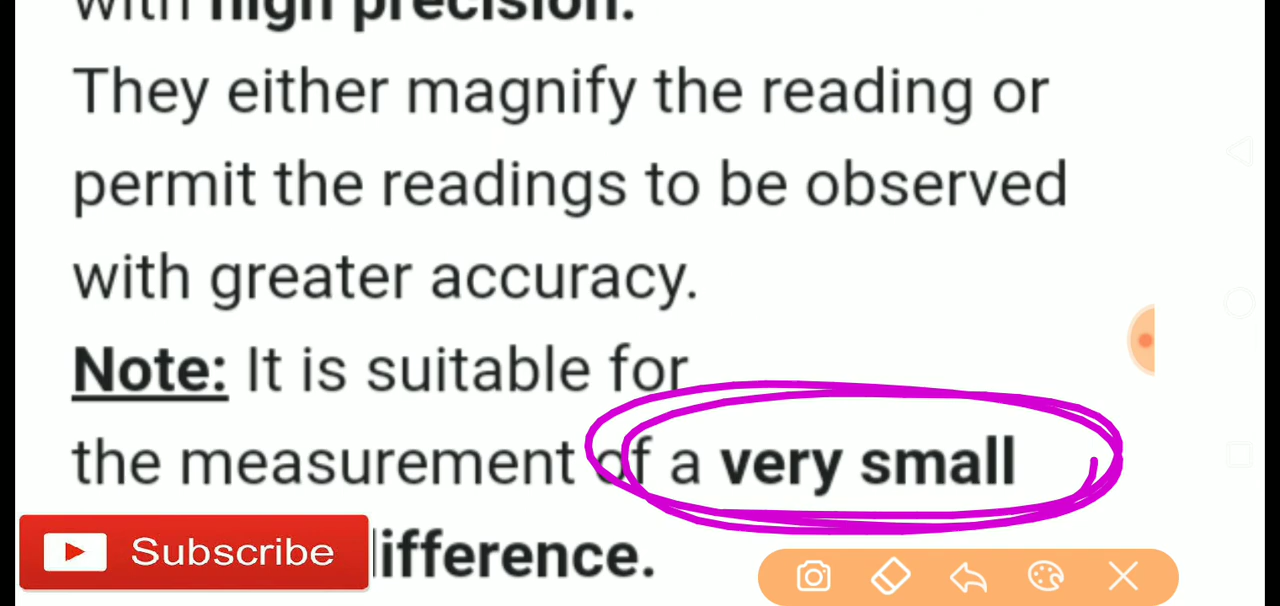 with high precision.
They either magnify the reading or
permit the readings to be observed
with greater accuracy.
Note: It is suitable for
the measurement of a very small
Subscribe
ifference.